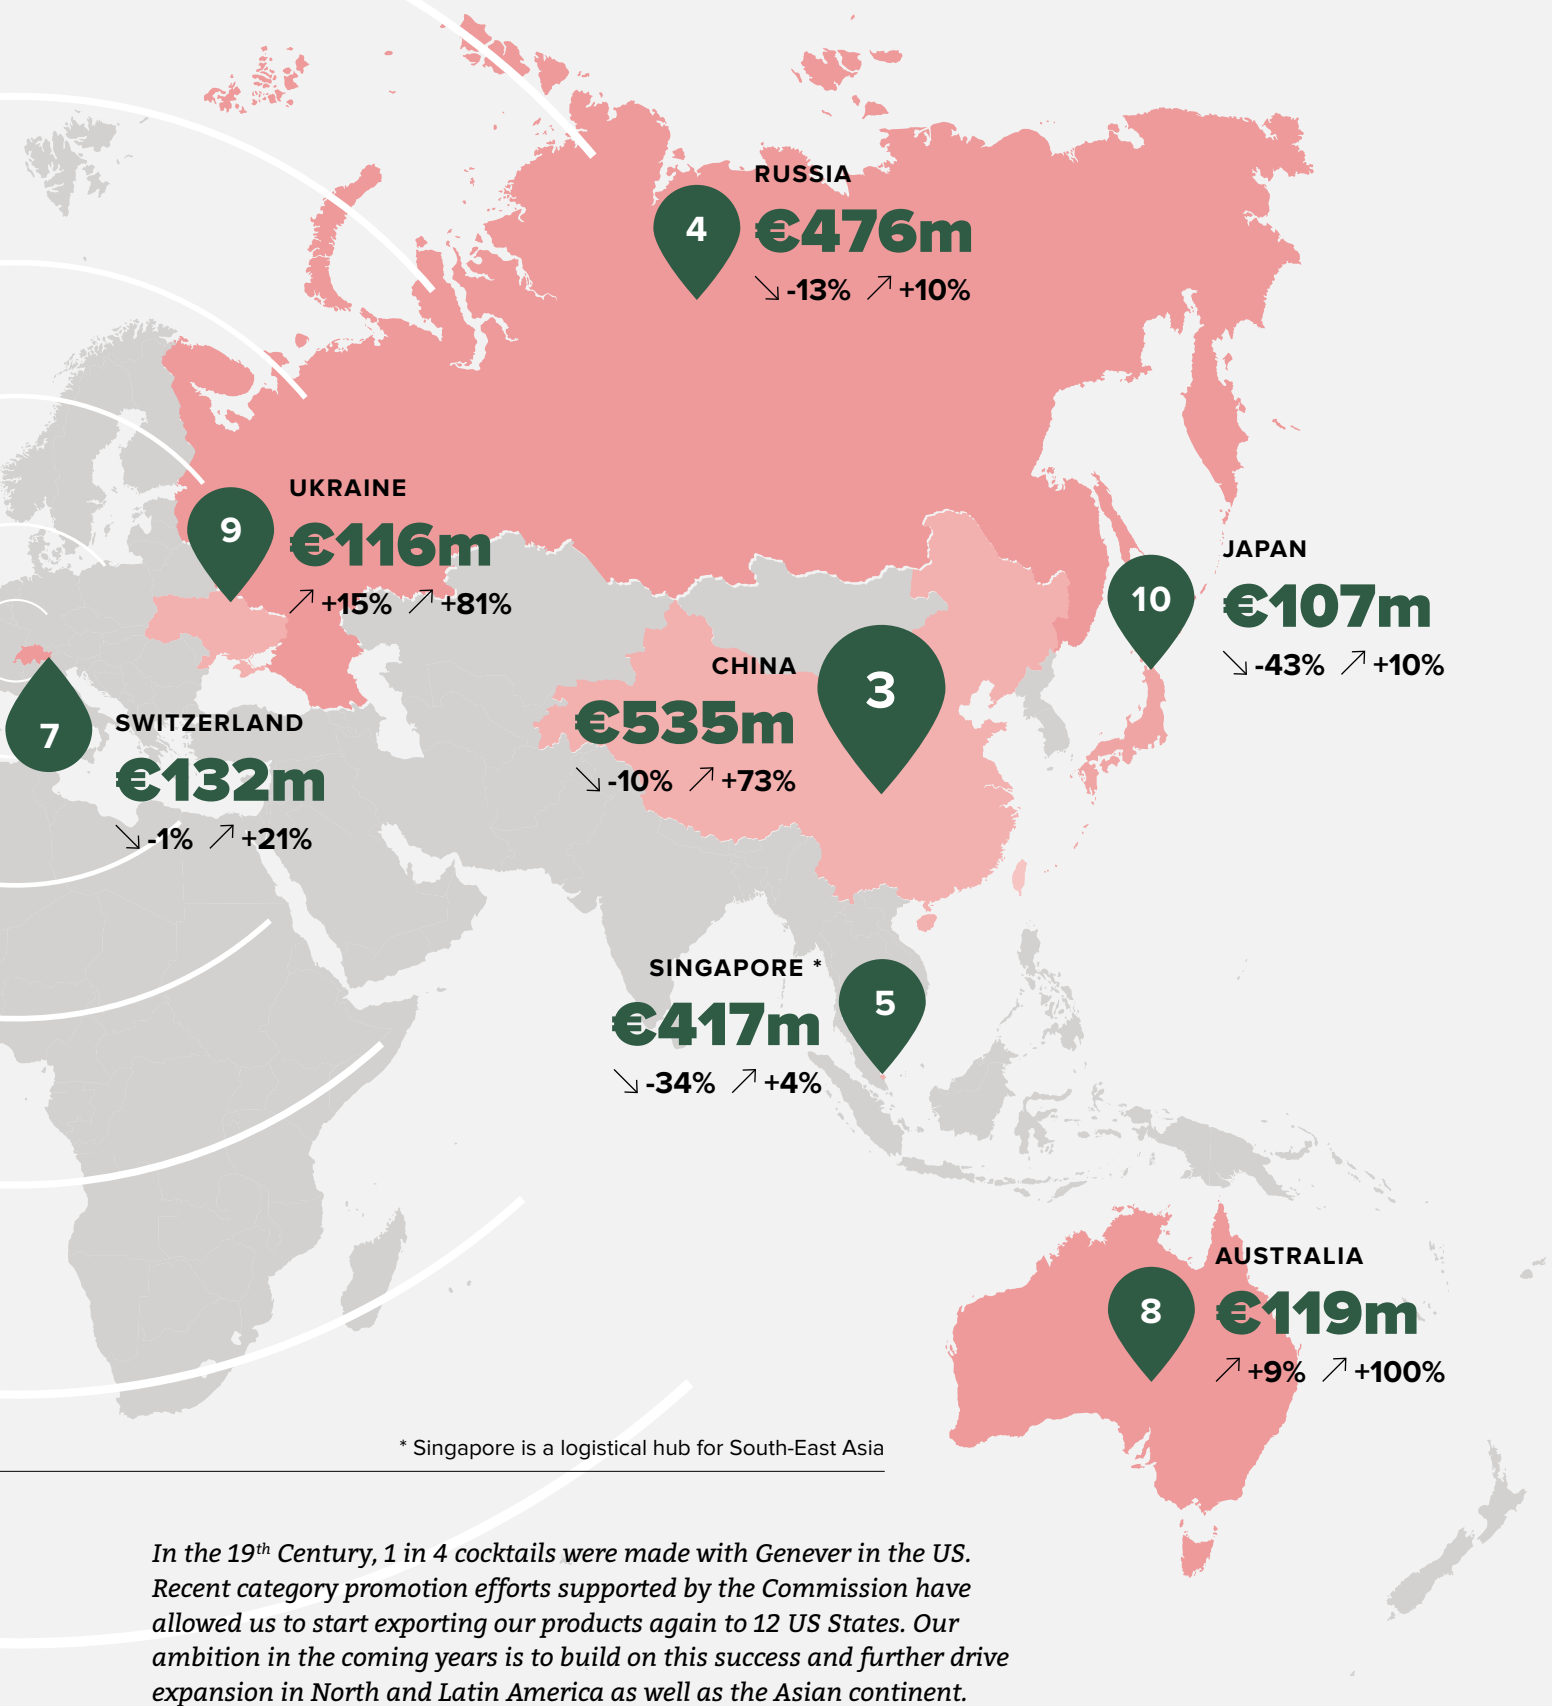 RUSSIA
4
€476m
↘ -13% ↗ +10%
UKRAINE
9
€116m
↗ +15% ↗ +81%
JAPAN
10
€107m
↘ -43% ↗ +10%
CHINA
3
€535m
↘ -10% ↗ +73%
7
SWITZERLAND
€132m
↘ -1% ↗ +21%
SINGAPORE *
5
€417m
↘ -34% ↗ +4%
AUSTRALIA
8
€119m
↗ +9% ↗ +100%
* Singapore is a logistical hub for South-East Asia
In the 19th Century, 1 in 4 cocktails were made with Genever in the US.
Recent category promotion efforts supported by the Commission have
allowed us to start exporting our products again to 12 US States. Our
ambition in the coming years is to build on this success and further drive
expansion in North and Latin America as well as the Asian continent.